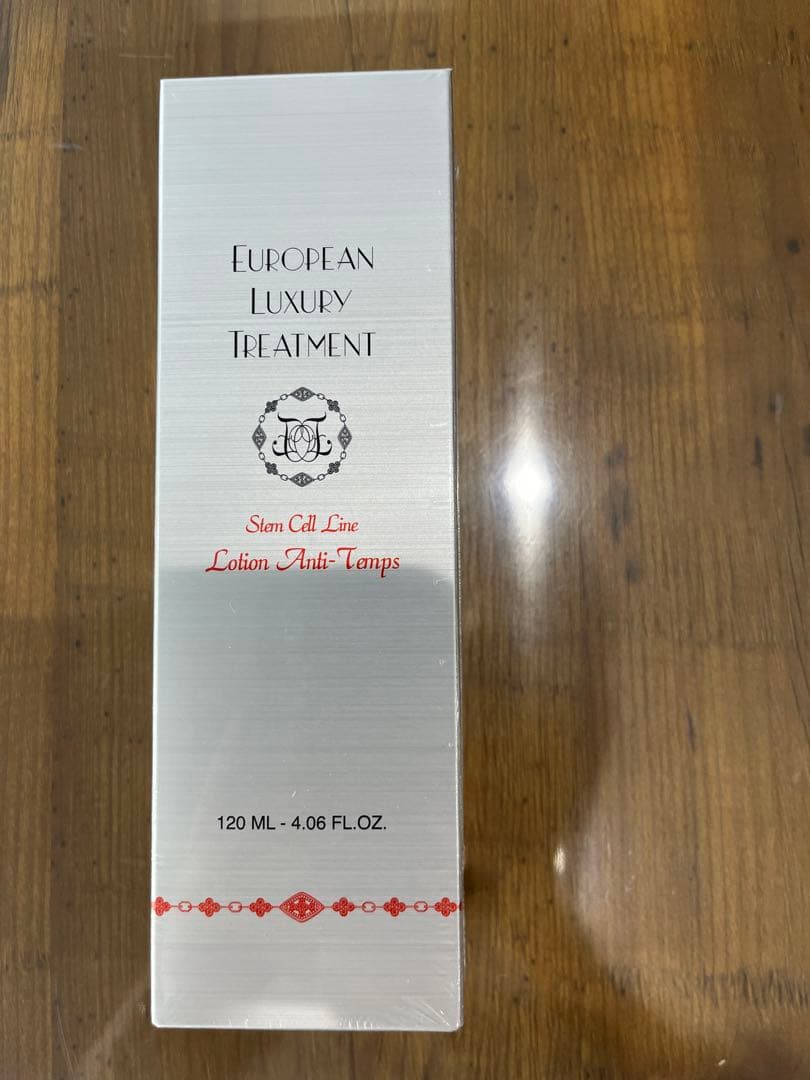 EUROPEAN
LUXURY
TREATMENT
Stem Cell Line
Lotion Anti-Temps
120 ML - 4.06 FL.OZ.